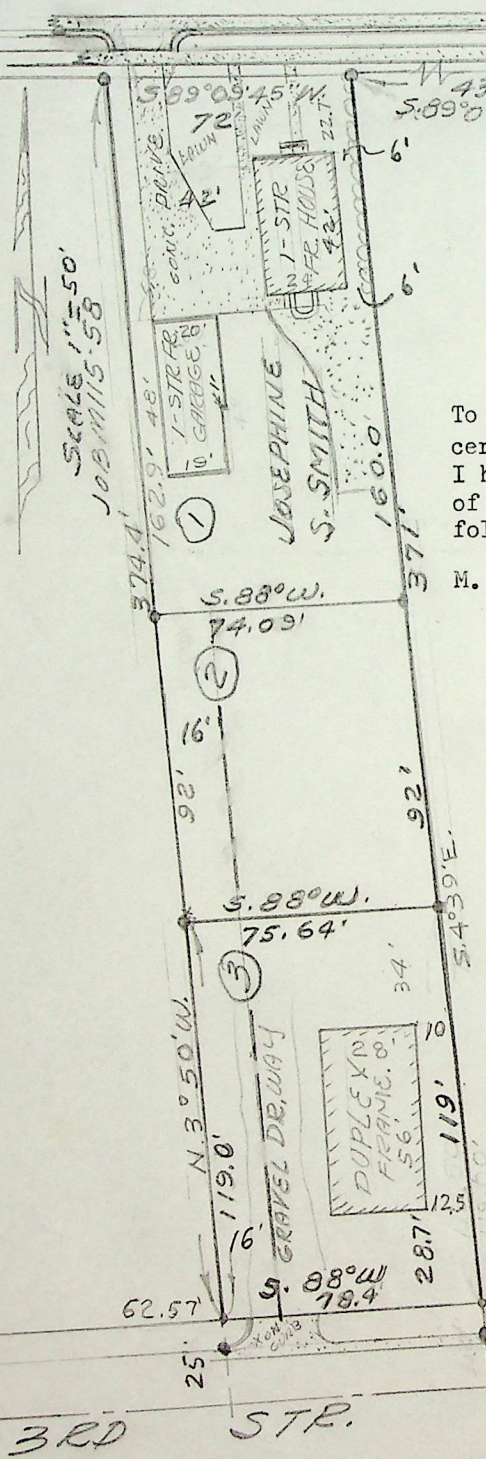 S. 89°09'45" W.
72
43
S. 89°0
LAWN
LAWN
CONC. DRIVE
42'
22.7'
6'
1-STR
FR. HOUSE
42'
6'
SCALE 1"=50'
JOB M115-58
20
1-STR FR.
GARAGE
19'
JOSEPHINE
S. SMITH
48'
162.9'
374.4'
1
160.0'
371'
To
cer
I h
of
fol
M.
S. 88° W.
74.09'
2
16'
92'
92'
S. 88° W.
75.64'
3
S. 4°39' E.
34'
N 3° 50' W.
119.0'
GRAVEL DR.WAY
DUPLEX
FRAME.
56'
10
12.5
119'
28.7'
16'
62.57'
S. 88° W
78.4
25'
3RD STR.